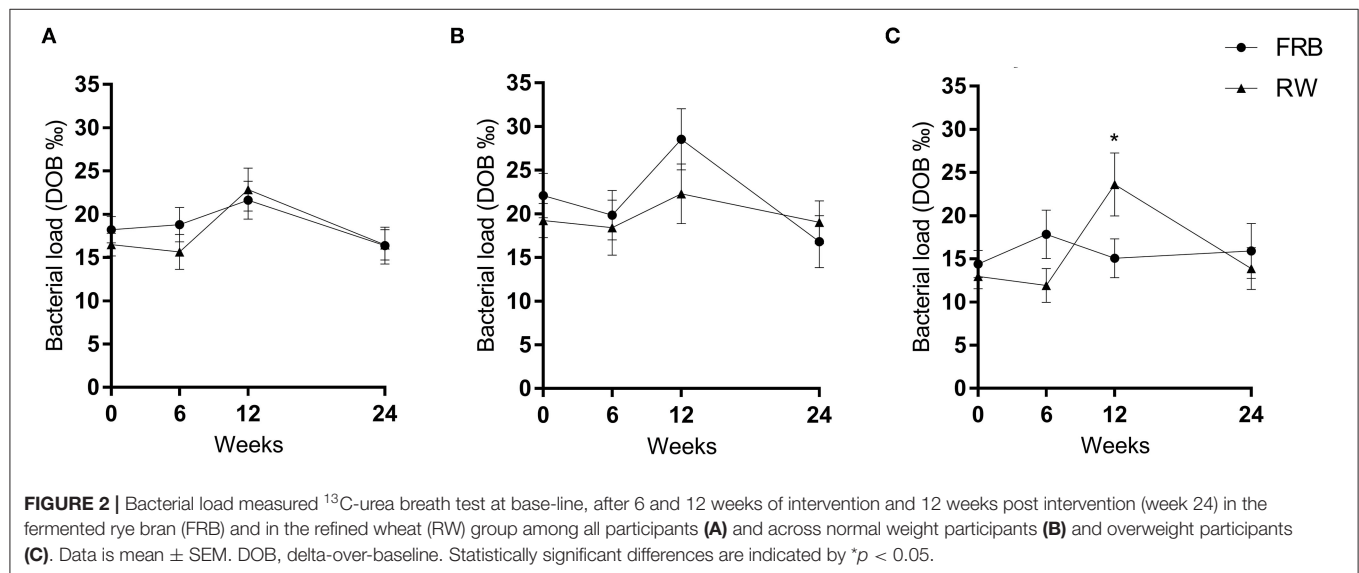 A
B
C
FRB
RW
35
30
25
20
15
10
5
0
Bacterial load (DOB ‰)
0 6 12 24
Weeks
35
30
25
20
15
10
5
0
Bacterial load (DOB ‰)
0 6 12 24
Weeks
35
30
25
20
15
10
5
0
Bacterial load (DOB ‰)
*
0 6 12 24
Weeks
FIGURE 2 | Bacterial load measured ¹³C-urea breath test at base-line, after 6 and 12 weeks of intervention and 12 weeks post intervention (week 24) in the
fermented rye bran (FRB) and in the refined wheat (RW) group among all participants (A) and across normal weight participants (B) and overweight participants
(C). Data is mean ± SEM. DOB, delta-over-baseline. Statistically significant differences are indicated by *p < 0.05.